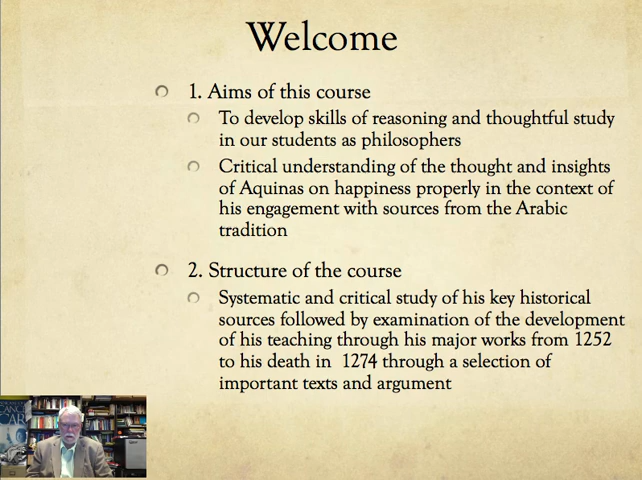 Welcome
1. Aims of this course
To develop skills of reasoning and thoughtful study
in our students as philosophers
Critical understanding of the thought and insights
of Aquinas on happiness properly in the context of
his engagement with sources from the Arabic
tradition
2. Structure of the course
Systematic and critical study of his key historical
sources followed by examination of the development
of his teaching through his major works from 1252
to his death in 1274 through a selection of
important texts and argument